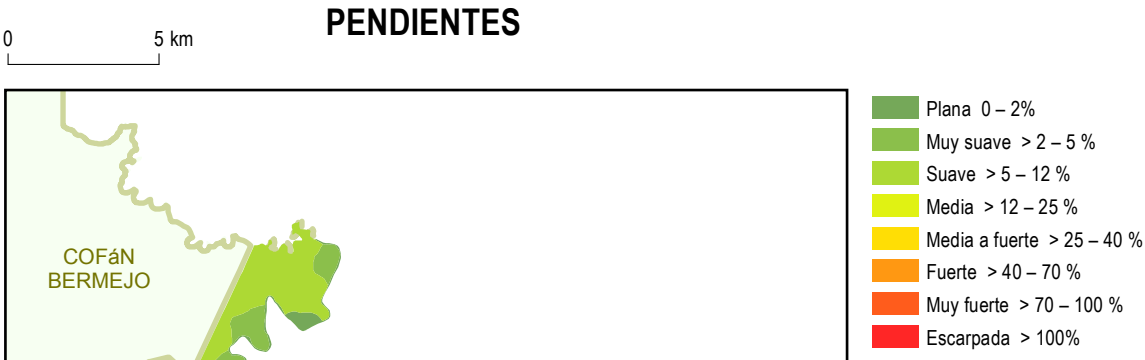 PENDIENTES
0 5 km
COFáN
BERMEJO
Plana 0 – 2%
Muy suave > 2 – 5 %
Suave > 5 – 12 %
Media > 12 – 25 %
Media a fuerte > 25 – 40 %
Fuerte > 40 – 70 %
Muy fuerte > 70 – 100 %
Escarpada > 100%